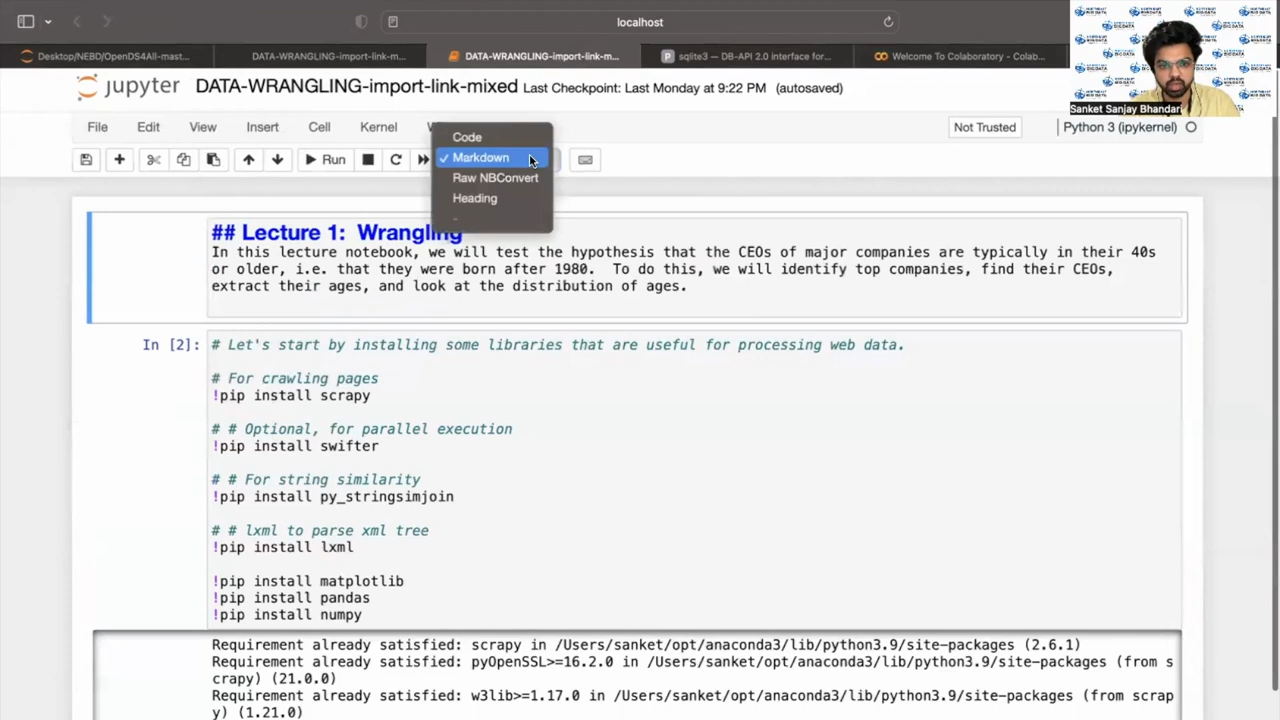 localhost
Desktop/NEBO/OpenDS4All-mast...
DATA-WRANGLING-import-link-m...
DATA-WRANGLING-import-link-m...
sqlite3 — DB-API 2.0 interface for...
Welcome To Colaboratory - Colab...
Sanket Sanjay Bhandari
jupyter DATA-WRANGLING-import-link-mixed Last Checkpoint: Last Monday at 9:22 PM (autosaved)
File Edit View Insert Cell Kernel
Not Trusted
Python 3 (ipykernel)
Run
Code
✓ Markdown
Raw NBConvert
Heading
-
## Lecture 1: Wrangling
In this lecture notebook, we will test the hypothesis that the CEOs of major companies are typically in their 40s
or older, i.e. that they were born after 1980. To do this, we will identify top companies, find their CEOs,
extract their ages, and look at the distribution of ages.
In [2]:
# Let's start by installing some libraries that are useful for processing web data.
# For crawling pages
!pip install scrapy
# # Optional, for parallel execution
!pip install swifter
# # For string similarity
!pip install py_stringsimjoin
# # lxml to parse xml tree
!pip install lxml
!pip install matplotlib
!pip install pandas
!pip install numpy
Requirement already satisfied: scrapy in /Users/sanket/opt/anaconda3/lib/python3.9/site-packages (2.6.1)
Requirement already satisfied: pyOpenSSL>=16.2.0 in /Users/sanket/opt/anaconda3/lib/python3.9/site-packages (from s
crapy) (21.0.0)
Requirement already satisfied: w3lib>=1.17.0 in /Users/sanket/opt/anaconda3/lib/python3.9/site-packages (from scrap
y) (1.21.0)